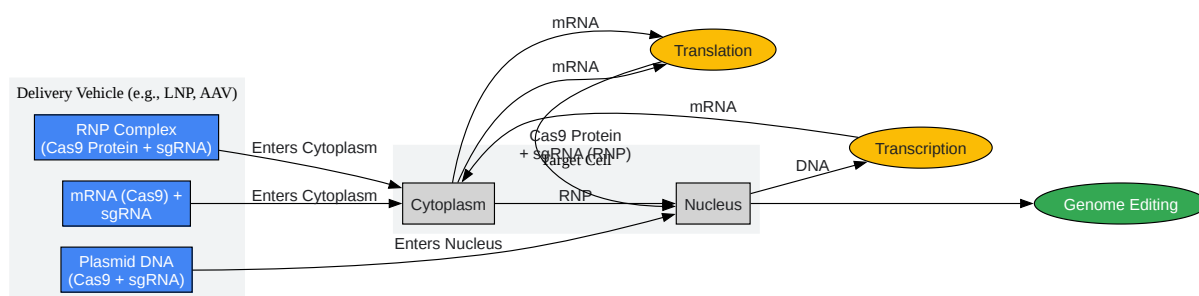 Delivery Vehicle (e.g., LNP, AAV)
RNP Complex
(Cas9 Protein + sgRNA)
mRNA (Cas9) +
sgRNA
Plasmid DNA
(Cas9 + sgRNA)
Enters Cytoplasm
Enters Cytoplasm
Enters Nucleus
mRNA
mRNA
mRNA
Translation
Cas9 Protein
+ sgRNA (RNP)
Target Cell
Cytoplasm
RNP
Nucleus
DNA
Transcription
Genome Editing